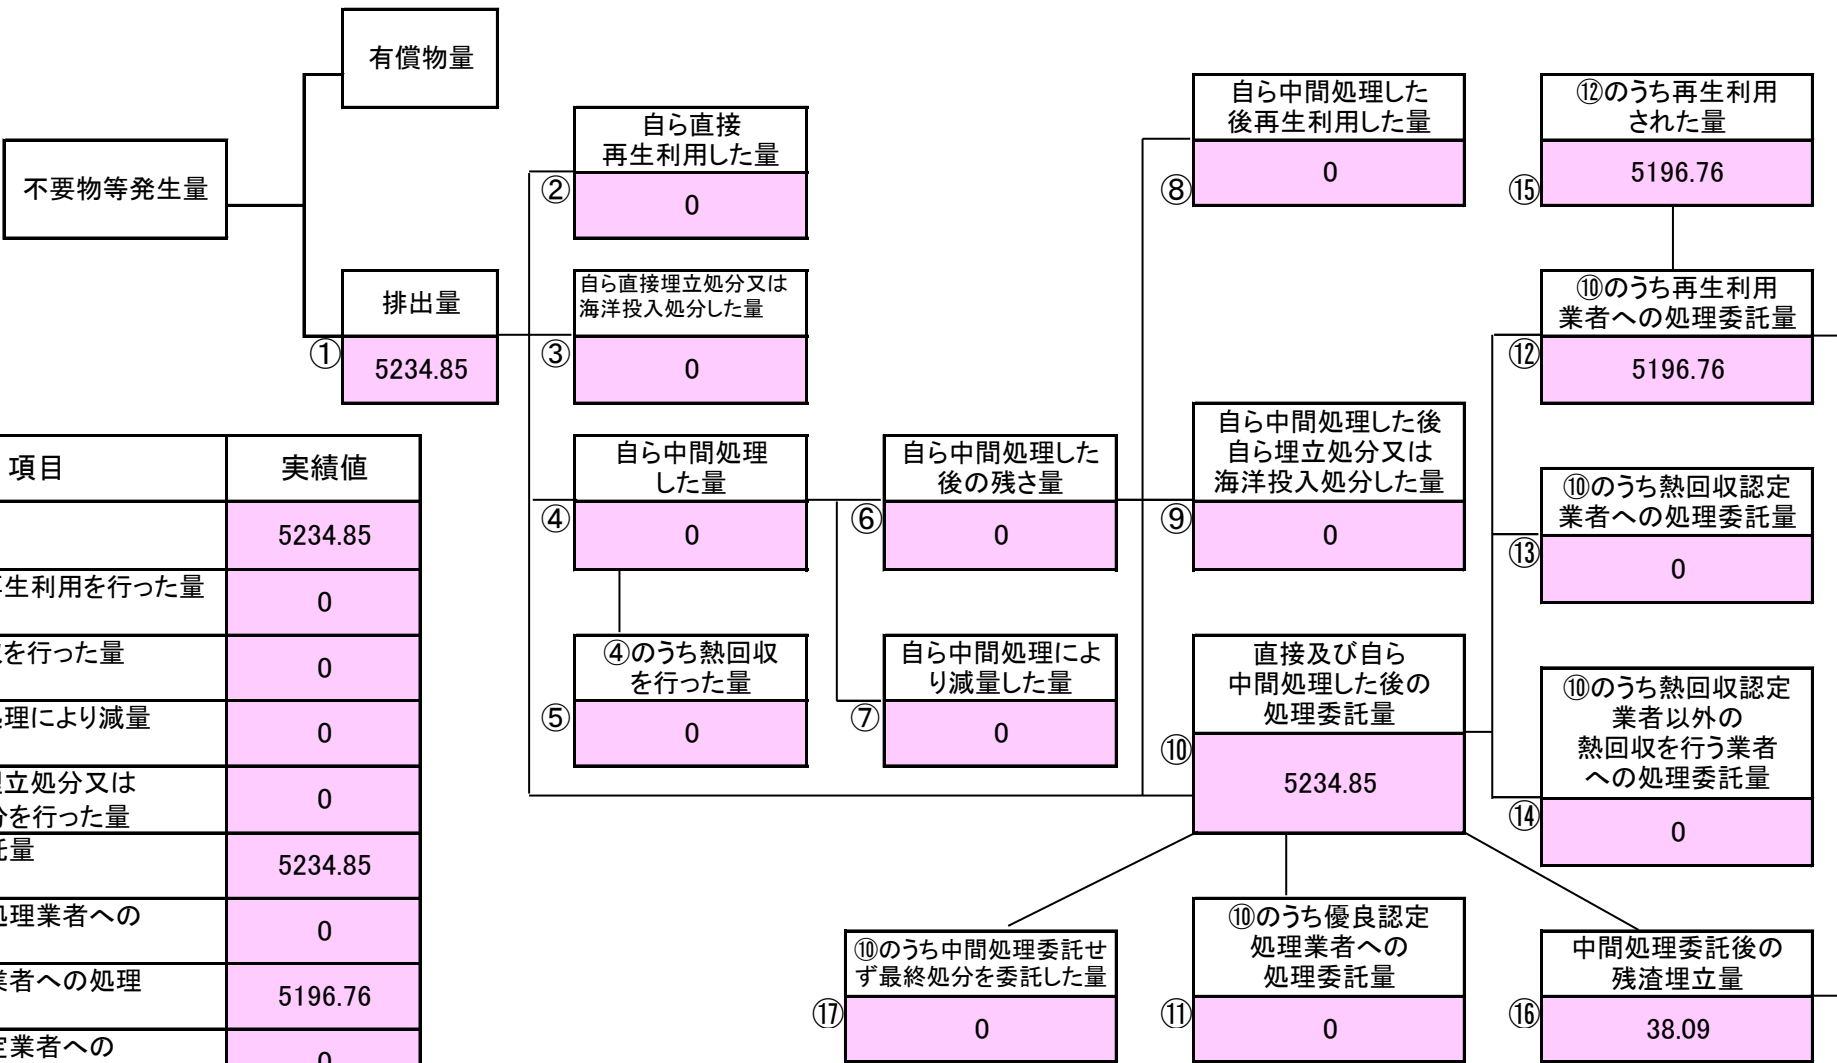 有償物量
不要物等発生量
排出量
①
5234.85
自ら直接
再生利用した量
②
0
自ら直接埋立処分又は
海洋投入処分した量
③
0
自ら中間処理
した量
④
0
④のうち熱回収
を行った量
⑤
0
自ら中間処理した
後の残さ量
⑥
0
自ら中間処理によ
り減量した量
⑦
0
自ら中間処理した
後再生利用した量
⑧
0
自ら中間処理した後
自ら埋立処分又は
海洋投入処分した量
⑨
0
直接及び自ら
中間処理した後の
処理委託量
⑩
5234.85
⑫のうち再生利用
された量
⑮
5196.76
⑩のうち再生利用
業者への処理委託量
⑫
5196.76
⑩のうち熱回収認定
業者への処理委託量
⑬
0
⑩のうち熱回収認定
業者以外の
熱回収を行う業者
への処理委託量
⑭
0
⑩のうち中間処理委託せ
ず最終処分を委託した量
⑰
0
⑩のうち優良認定
処理業者への
処理委託量
⑪
0
中間処理委託後の
残渣埋立量
⑯
38.09
項目
実績値
5234.85
生利用を行った量
0
を行った量
0
理により減量
0
立処分又は
を行った量
0
量
5234.85
処理業者への
0
業者への処理
5196.76
業者への
0